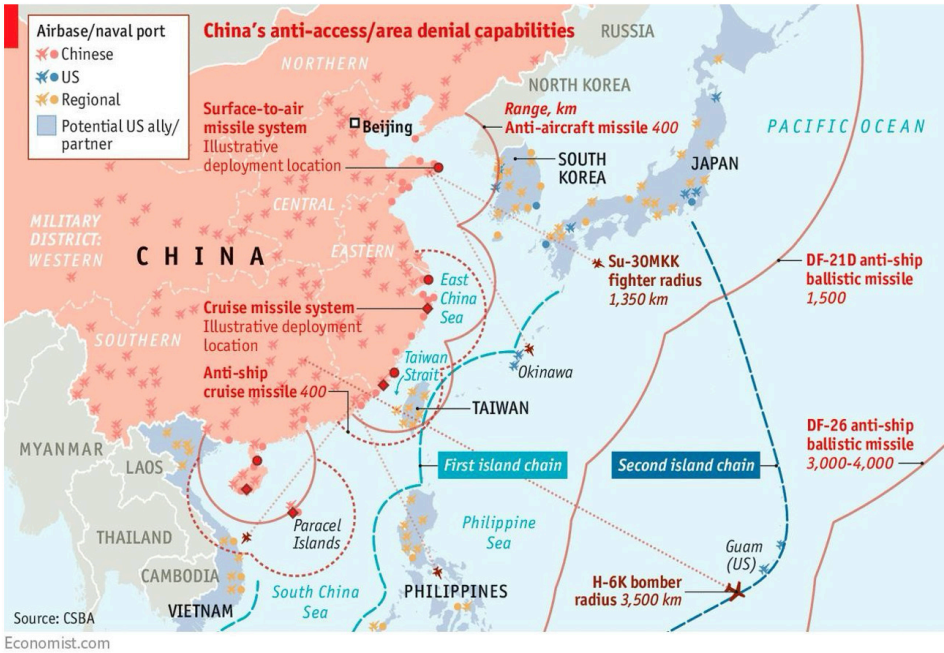 China's anti-access/area denial capabilities
Airbase/naval port
Chinese
US
Regional
Potential US ally/
partner
RUSSIA
NORTHERN
NORTH KOREA
Surface-to-air
missile system
Illustrative
deployment location
Beijing
Range, km
Anti-aircraft missile 400
PACIFIC OCEAN
SOUTH
KOREA
JAPAN
CENTRAL
MILITARY
DISTRICT:
WESTERN
CHINA
EASTERN
Su-30MKK
fighter radius
1,350 km
DF-21D anti-ship
ballistic missile
1,500
East
China
Sea
Cruise missile system
Illustrative deployment
location
SOUTHERN
Taiwan
Strait
Okinawa
Anti-ship
cruise missile 400
TAIWAN
DF-26 anti-ship
ballistic missile
3,000-4,000
MYANMAR
LAOS
First island chain
Second island chain
Paracel
Islands
Philippine
Sea
THAILAND
Guam
(US)
CAMBODIA
VIETNAM
South China
Sea
PHILIPPINES
H-6K bomber
radius 3,500 km
Source: CSBA
Economist.com